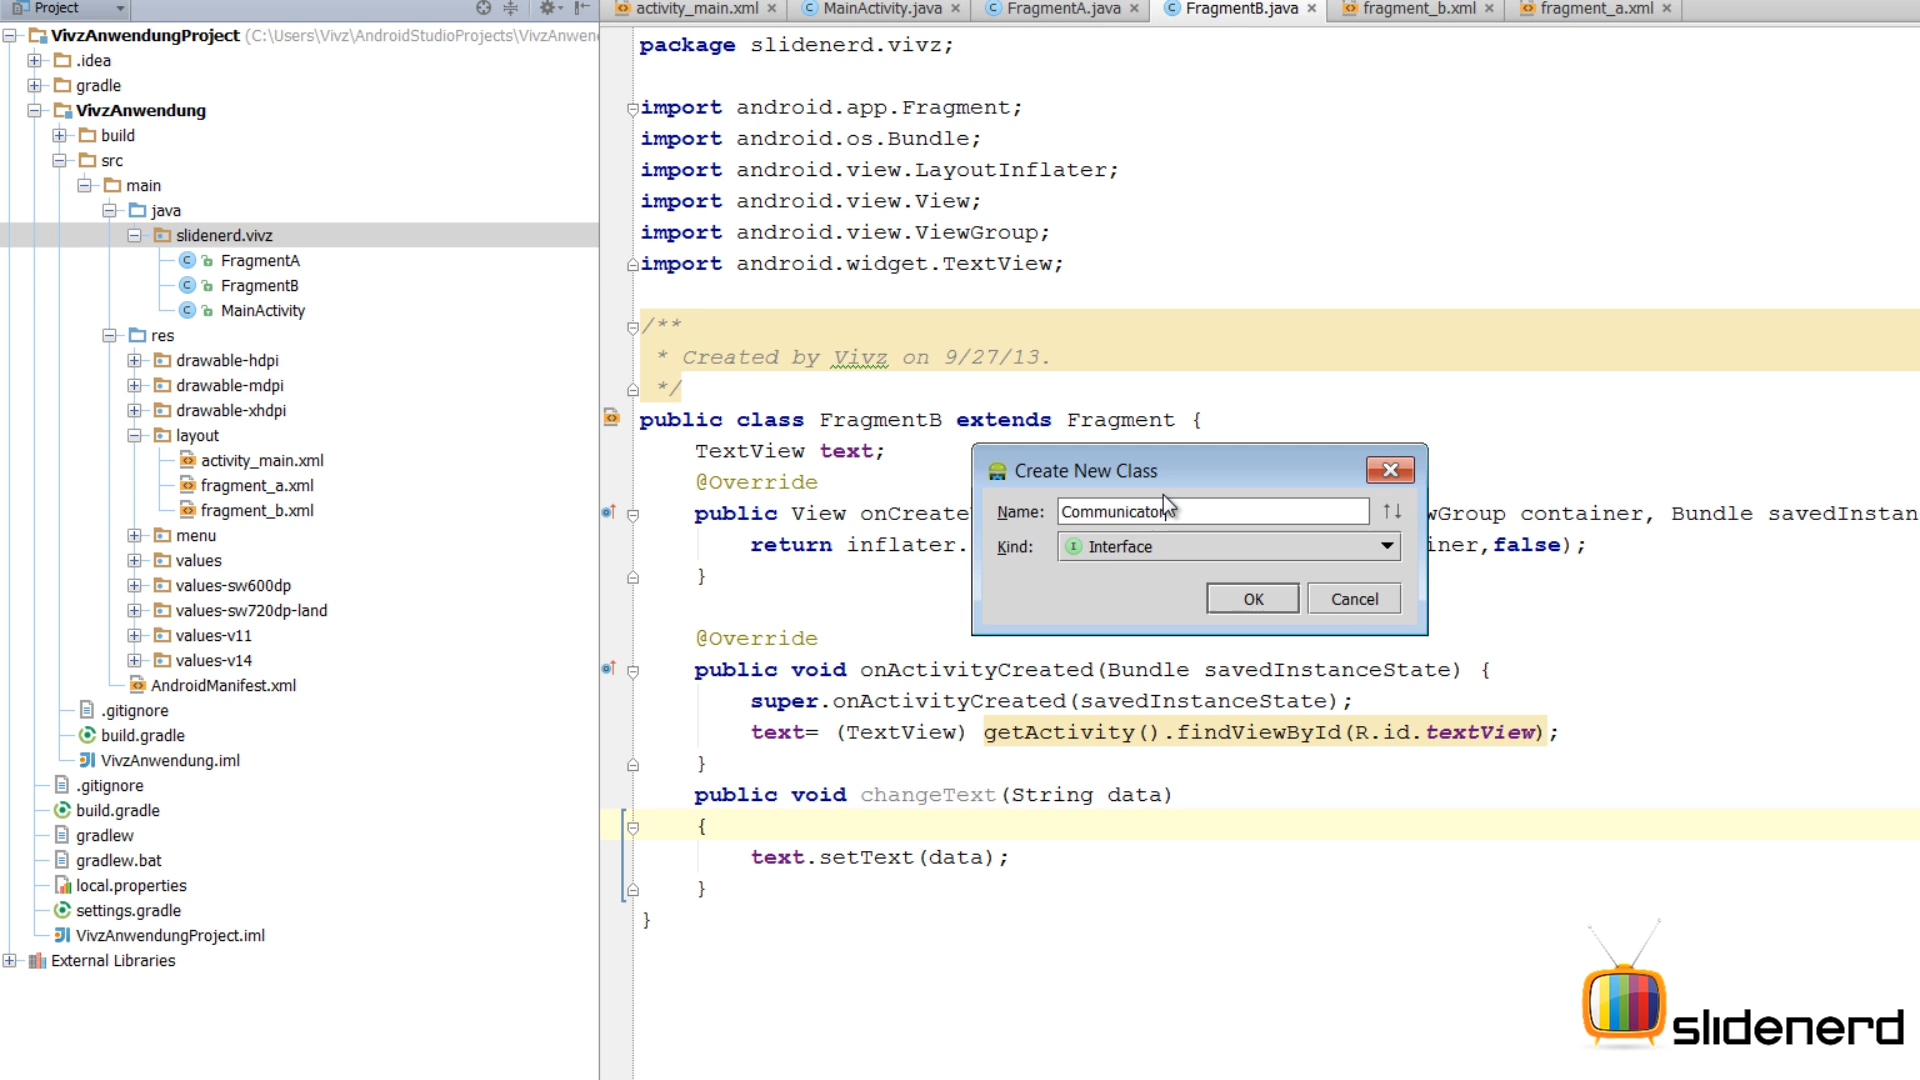 Project
activity_main.xml
MainActivity.java
FragmentA.java
FragmentB.java
fragment_b.xml
fragment_a.xml
VivzAnwendungProject (C:\Users\Vivz\AndroidStudioProjects\VivzAnwen
.idea
gradle
VivzAnwendung
build
src
main
java
slidenerd.vivz
FragmentA
FragmentB
MainActivity
res
drawable-hdpi
drawable-mdpi
drawable-xhdpi
layout
activity_main.xml
fragment_a.xml
fragment_b.xml
menu
values
values-sw600dp
values-sw720dp-land
values-v11
values-v14
AndroidManifest.xml
.gitignore
build.gradle
VivzAnwendung.iml
.gitignore
build.gradle
gradlew
gradlew.bat
local.properties
settings.gradle
VivzAnwendungProject.iml
External Libraries
package slidenerd.vivz;
import android.app.Fragment;
import android.os.Bundle;
import android.view.LayoutInflater;
import android.view.View;
import android.view.ViewGroup;
import android.widget.TextView;
/**
* Created by Vivz on 9/27/13.
*/
public class FragmentB extends Fragment {
TextView text;
@Override
public View onCreate wGroup container, Bundle savedInstan
return inflater. iner,false);
}
@Override
public void onActivityCreated(Bundle savedInstanceState) {
super.onActivityCreated(savedInstanceState);
text= (TextView) getActivity().findViewById(R.id.textView);
}
public void changeText(String data)
{
text.setText(data);
}
}
Create New Class
Name: Communicator
Kind: Interface
OK Cancel
slidenerd